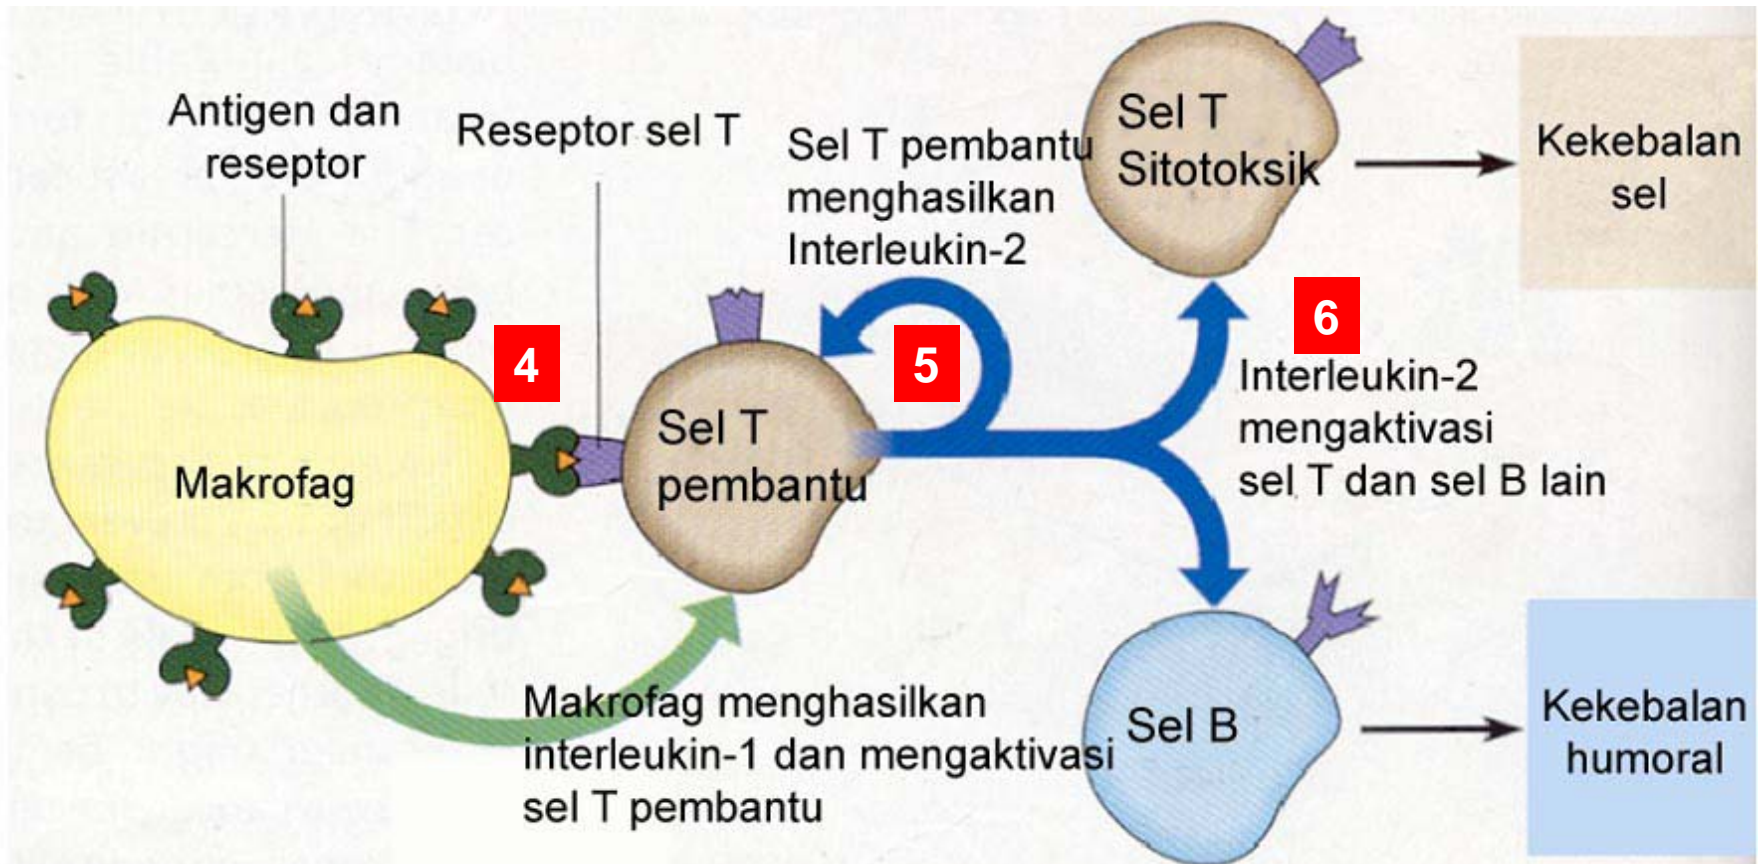 Antigen dan
reseptor
Reseptor sel T
Sel T pembantu
menghasilkan
Interleukin-2
Sel T
Sitotoksik
Kekebalan
sel
4
5
6
Interleukin-2
mengaktivasi
sel T dan sel B lain
Makrofag
Sel T
pembantu
Makrofag menghasilkan
interleukin-1 dan mengaktivasi
sel T pembantu
Sel B
Kekebalan
humoral